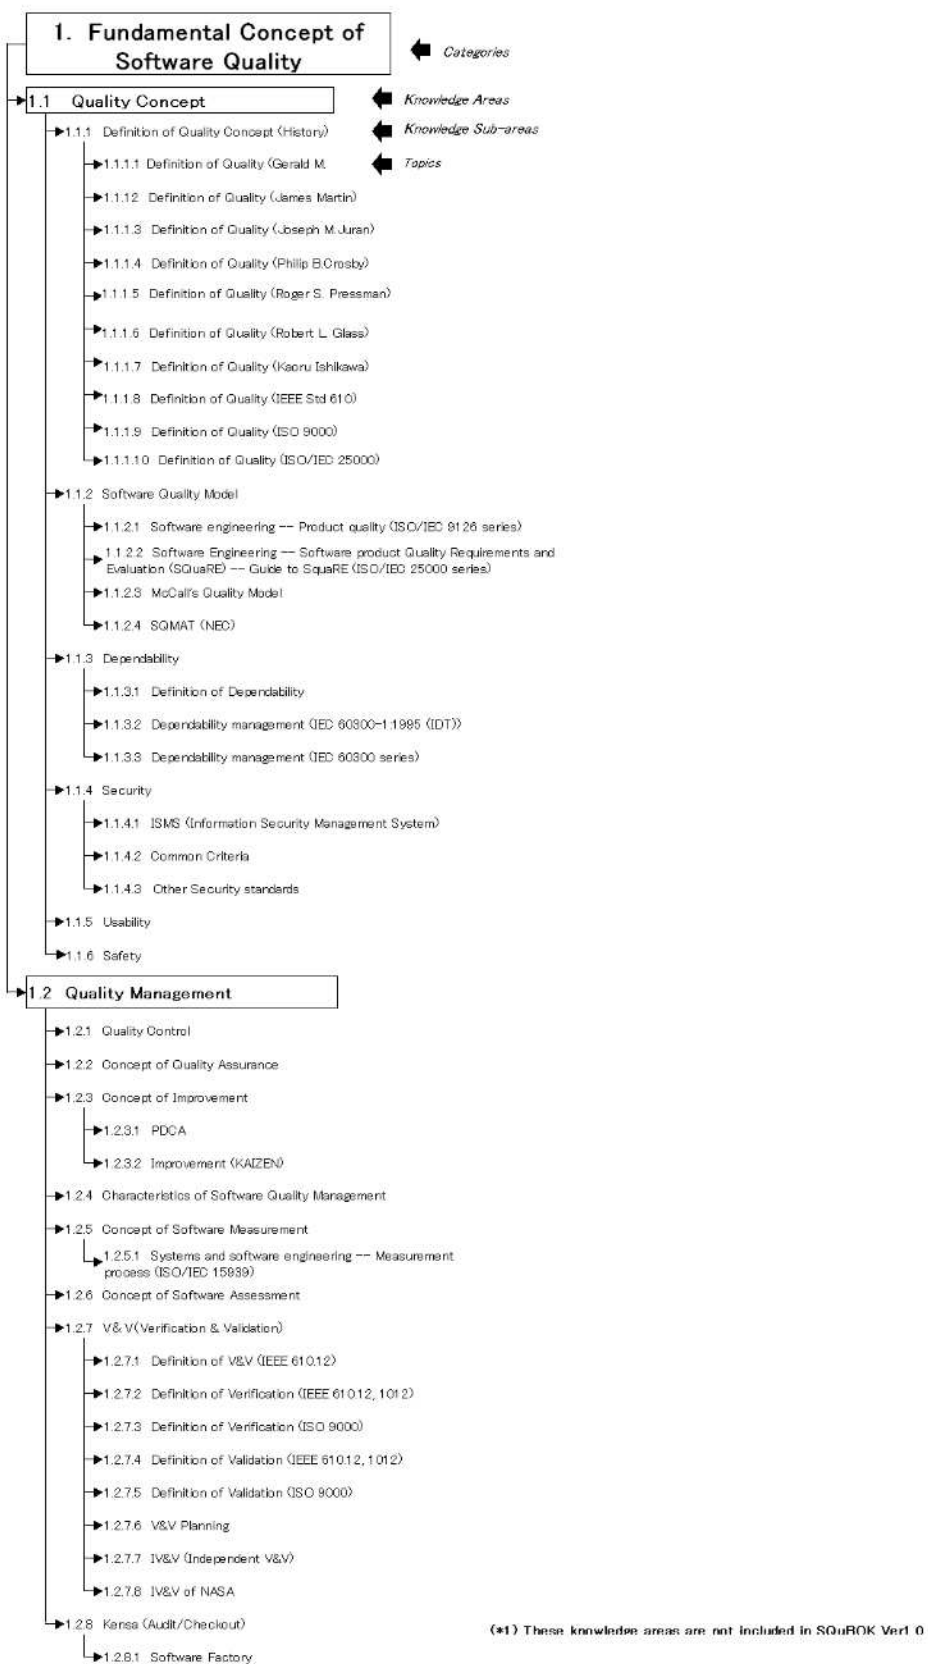 1. Fundamental Concept of
Software Quality
Categories
1.1 Quality Concept
Knowledge Areas
1.1.1 Definition of Quality Concept (History)
Knowledge Sub-areas
1.1.1.1 Definition of Quality (Gerald M.
Topics
1.1.12 Definition of Quality (James Martin)
1.1.1.3 Definition of Quality (Joseph M.Juran)
1.1.1.4 Definition of Quality (Philip B.Crosby)
1.1.1.5 Definition of Quality (Roger S. Pressman)
1.1.1.6 Definition of Quality (Robert L. Glass)
1.1.1.7 Definition of Quality (Kaoru Ishikawa)
1.1.1.8 Definition of Quality (IEEE Std 610)
1.1.1.9 Definition of Quality (ISO 9000)
1.1.1.10 Definition of Quality (ISO/IEC 25000)
1.1.2 Software Quality Model
1.1.2.1 Software engineering -- Product quality (ISO/IEC 9126 series)
1.1.2.2 Software Engineering -- Software product Quality Requirements and
Evaluation (SQuaRE) -- Guide to SquaRE (ISO/IEC 25000 series)
1.1.2.3 McCall's Quality Model
1.1.2.4 SQMAT (NEC)
1.1.3 Dependability
1.1.3.1 Definition of Dependability
1.1.3.2 Dependability management (IEC 60300-1:1995 (IDT))
1.1.3.3 Dependability management (IEC 60300 series)
1.1.4 Security
1.1.4.1 ISMS (Information Security Management System)
1.1.4.2 Common Criteria
1.1.4.3 Other Security standards
1.1.5 Usability
1.1.6 Safety
1.2 Quality Management
1.2.1 Quality Control
1.2.2 Concept of Quality Assurance
1.2.3 Concept of Improvement
1.2.3.1 PDCA
1.2.3.2 Improvement (KAIZEN)
1.2.4 Characteristics of Software Quality Management
1.2.5 Concept of Software Measurement
1.2.5.1 Systems and software engineering -- Measurement
process (ISO/IEC 15939)
1.2.6 Concept of Software Assessment
1.2.7 V& V(Verification & Validation)
1.2.7.1 Definition of V&V (IEEE 610.12)
1.2.7.2 Definition of Verification (IEEE 610.12, 1012)
1.2.7.3 Definition of Verification (ISO 9000)
1.2.7.4 Definition of Validation (IEEE 610.12, 1012)
1.2.7.5 Definition of Validation (ISO 9000)
1.2.7.6 V&V Planning
1.2.7.7 IV&V (Independent V&V)
1.2.7.8 IV&V of NASA
1.2.8 Kensa (Audit/Checkout)
(*1) These knowledge areas are not included in SQuBOK Ver1.0
1.2.8.1 Software Factory